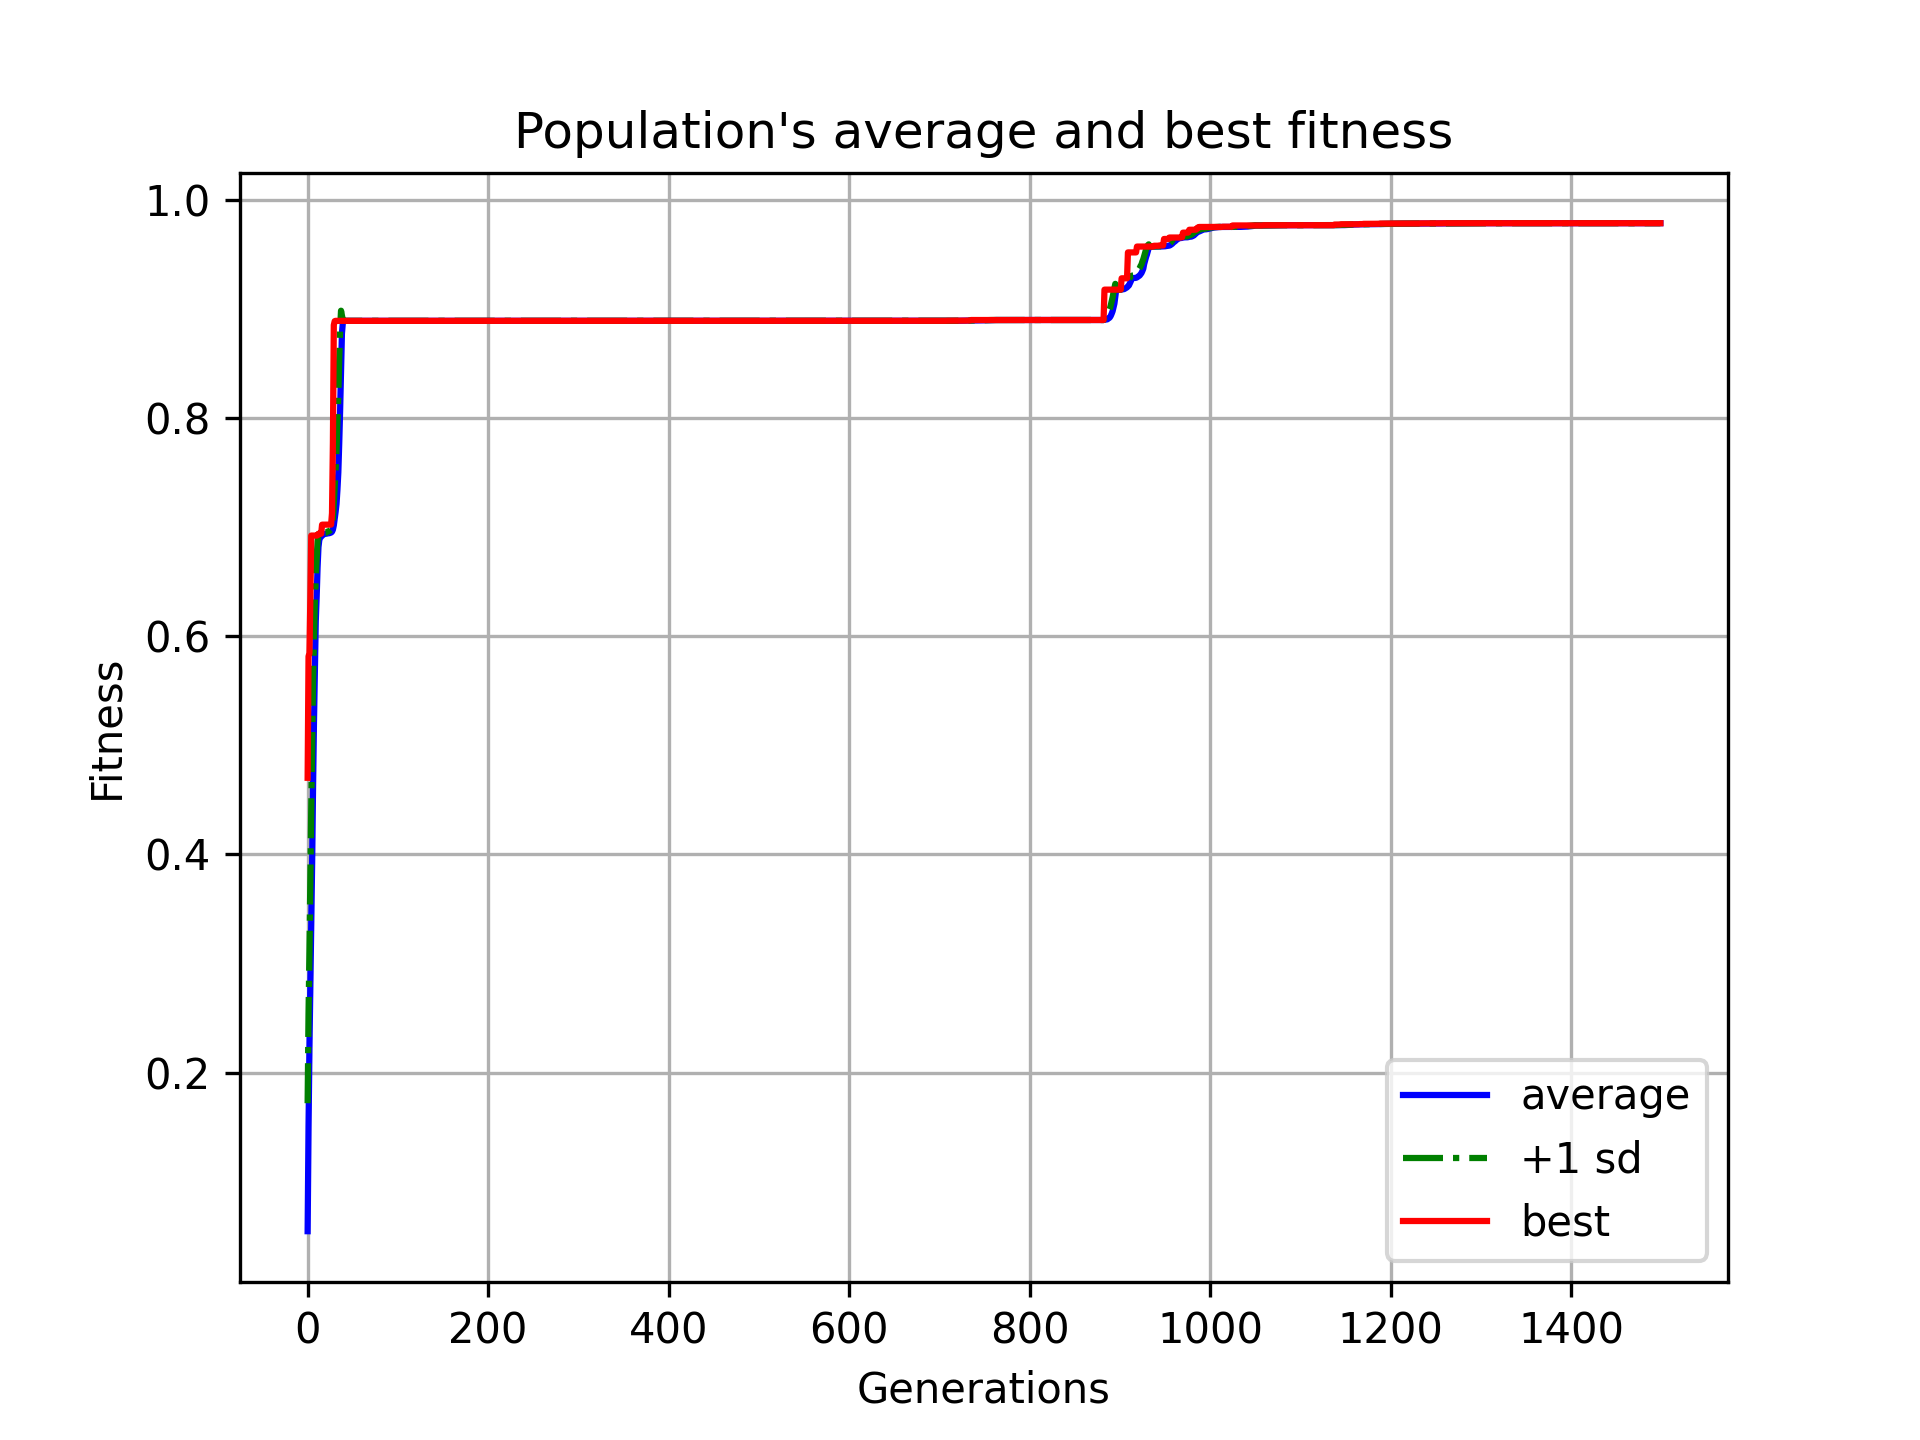 Population's average and best fitness
1.0
0.8
0.6
0.4
0.2
Fitness
0 200 400 600 800 1000 1200 1400
Generations
average
+1 sd
best